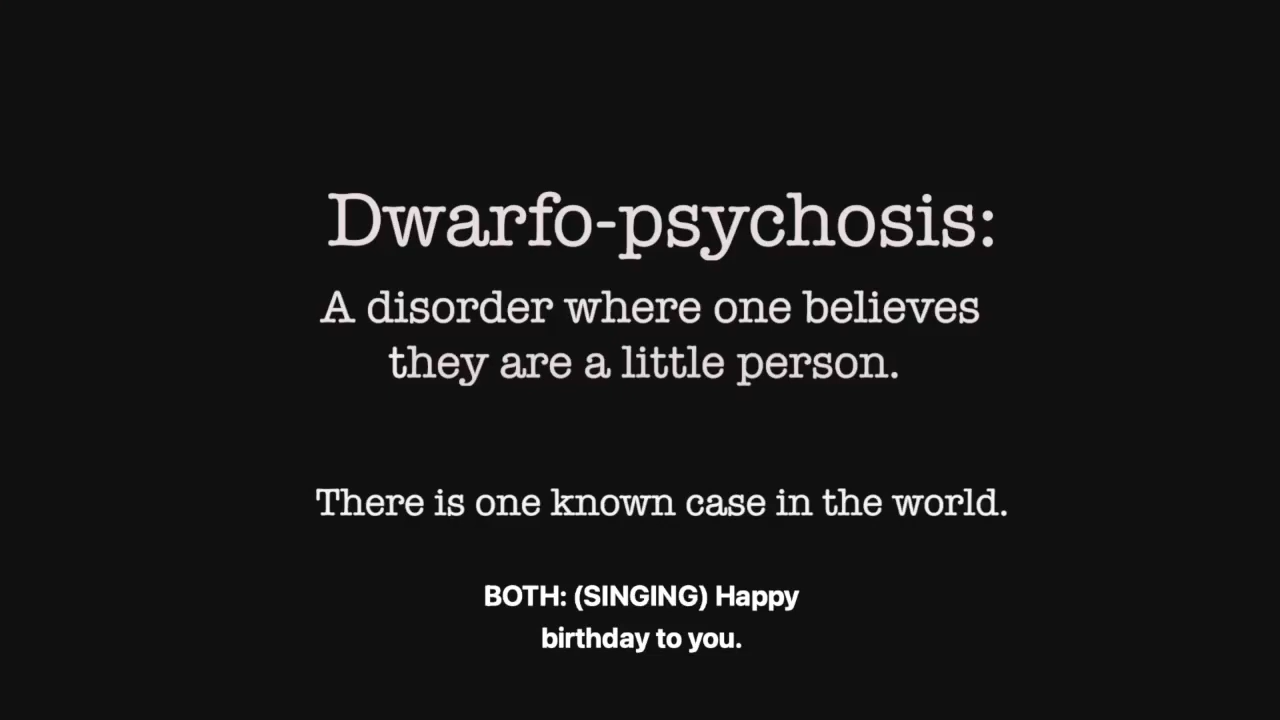 Dwarfo-psychosis:
A disorder where one believes
they are a little person.
There is one known case in the world.
BOTH: (SINGING) Happy
birthday to you.